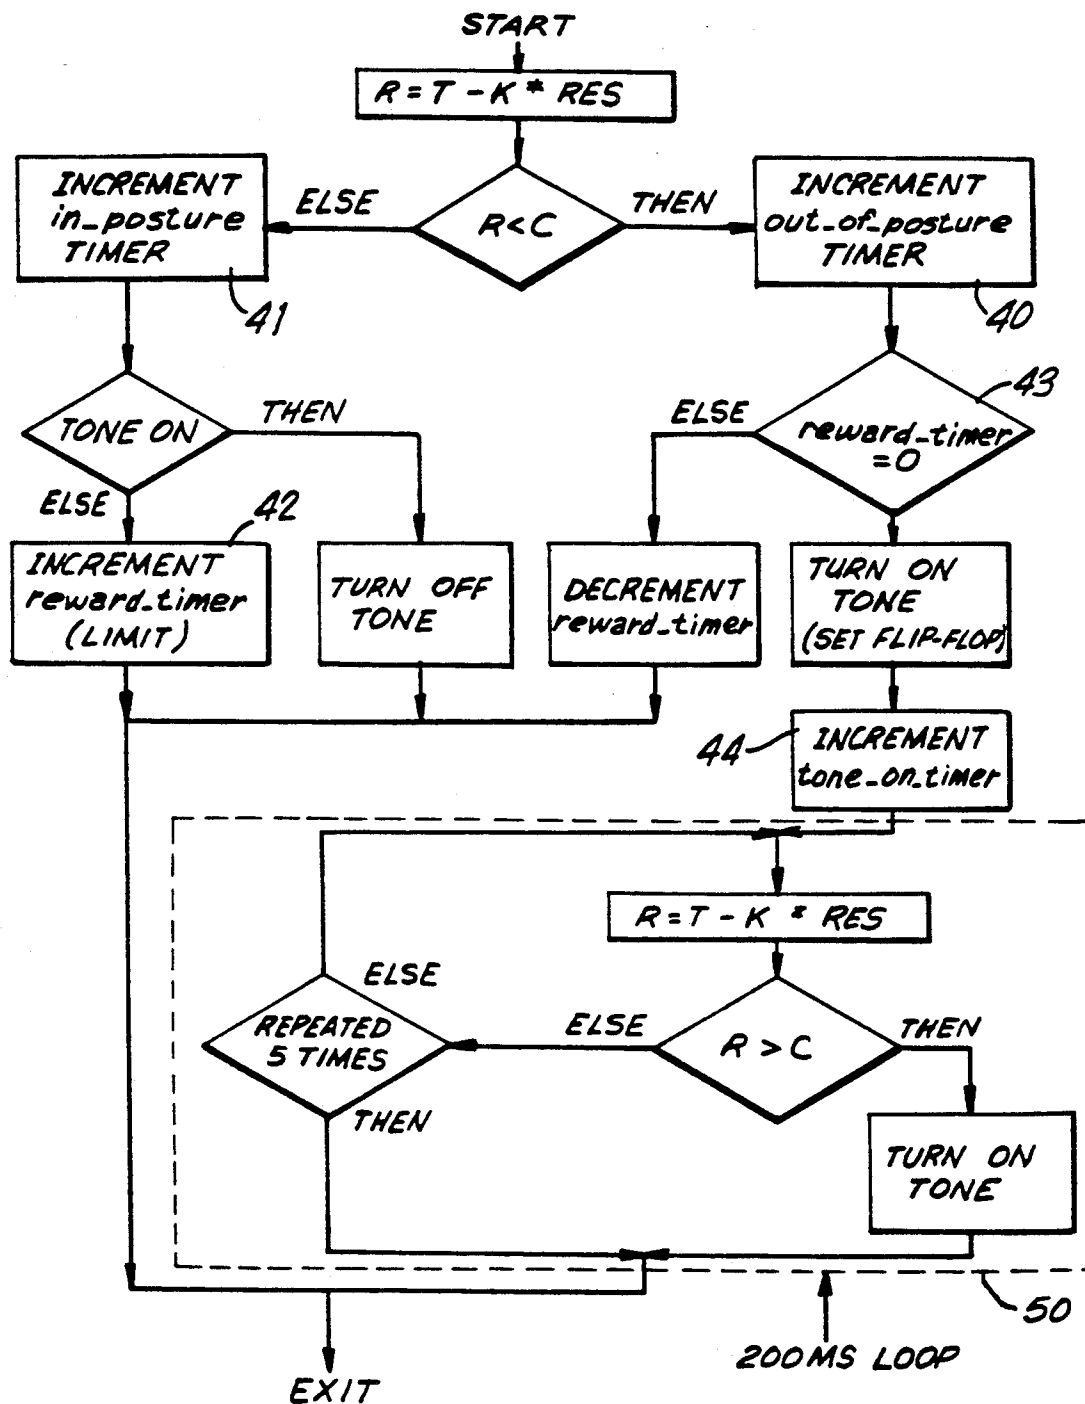 START
R = T - K * RES
INCREMENT
in_posture
TIMER
41
ELSE
R < C
THEN
INCREMENT
out_of_posture
TIMER
40
TONE ON
THEN
ELSE
ELSE
reward_timer
= 0
43
42
INCREMENT
reward_timer
(LIMIT)
TURN OFF
TONE
DECREMENT
reward_timer
TURN ON
TONE
(SET FLIP-FLOP)
44
INCREMENT
tone_on_timer
R = T - K * RES
ELSE
REPEATED
5 TIMES
THEN
ELSE
R > C
THEN
TURN ON
TONE
50
200 MS LOOP
EXIT